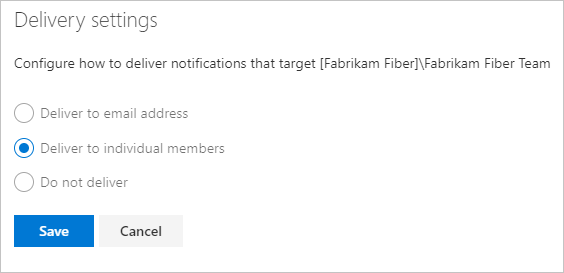 Delivery settings
Configure how to deliver notifications that target [Fabrikam Fiber]\Fabrikam Fiber Team
Deliver to email address
Deliver to individual members
Do not deliver
Save Cancel